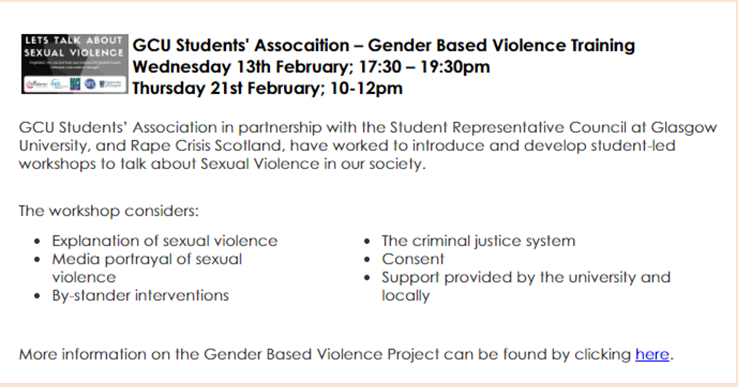 LETS TALK ABOUT
SEXUAL VIOLENCE
GCU Students' Assocaition – Gender Based Violence Training
Wednesday 13th February; 17:30 – 19:30pm
Thursday 21st February; 10-12pm
GCU Students' Association in partnership with the Student Representative Council at Glasgow
University, and Rape Crisis Scotland, have worked to introduce and develop student-led
workshops to talk about Sexual Violence in our society.
The workshop considers:
• Explanation of sexual violence
• Media portrayal of sexual
violence
• By-stander interventions
• The criminal justice system
• Consent
• Support provided by the university and
locally
More information on the Gender Based Violence Project can be found by clicking here.